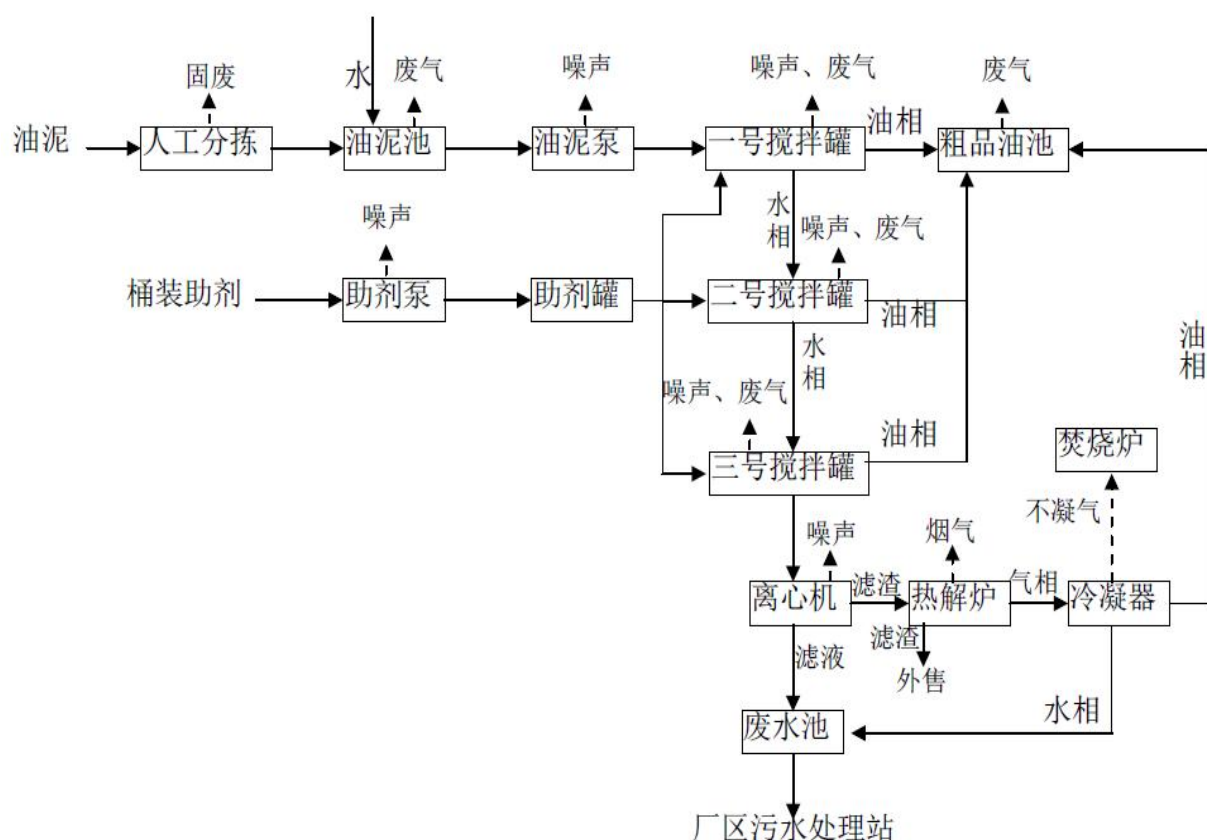 固废
水
废气
噪声
噪声、废气
废气
油泥
人工分拣
油泥池
油泥泵
一号搅拌罐
油相
粗品油池
噪声
水相
噪声、废气
桶装助剂
助剂泵
助剂罐
二号搅拌罐
油相
水相
油相
噪声、废气
油相
三号搅拌罐
焚烧炉
不凝气
噪声
烟气
离心机
滤渣
热解炉
气相
冷凝器
滤液
滤渣
外售
废水池
水相
厂区污水处理站